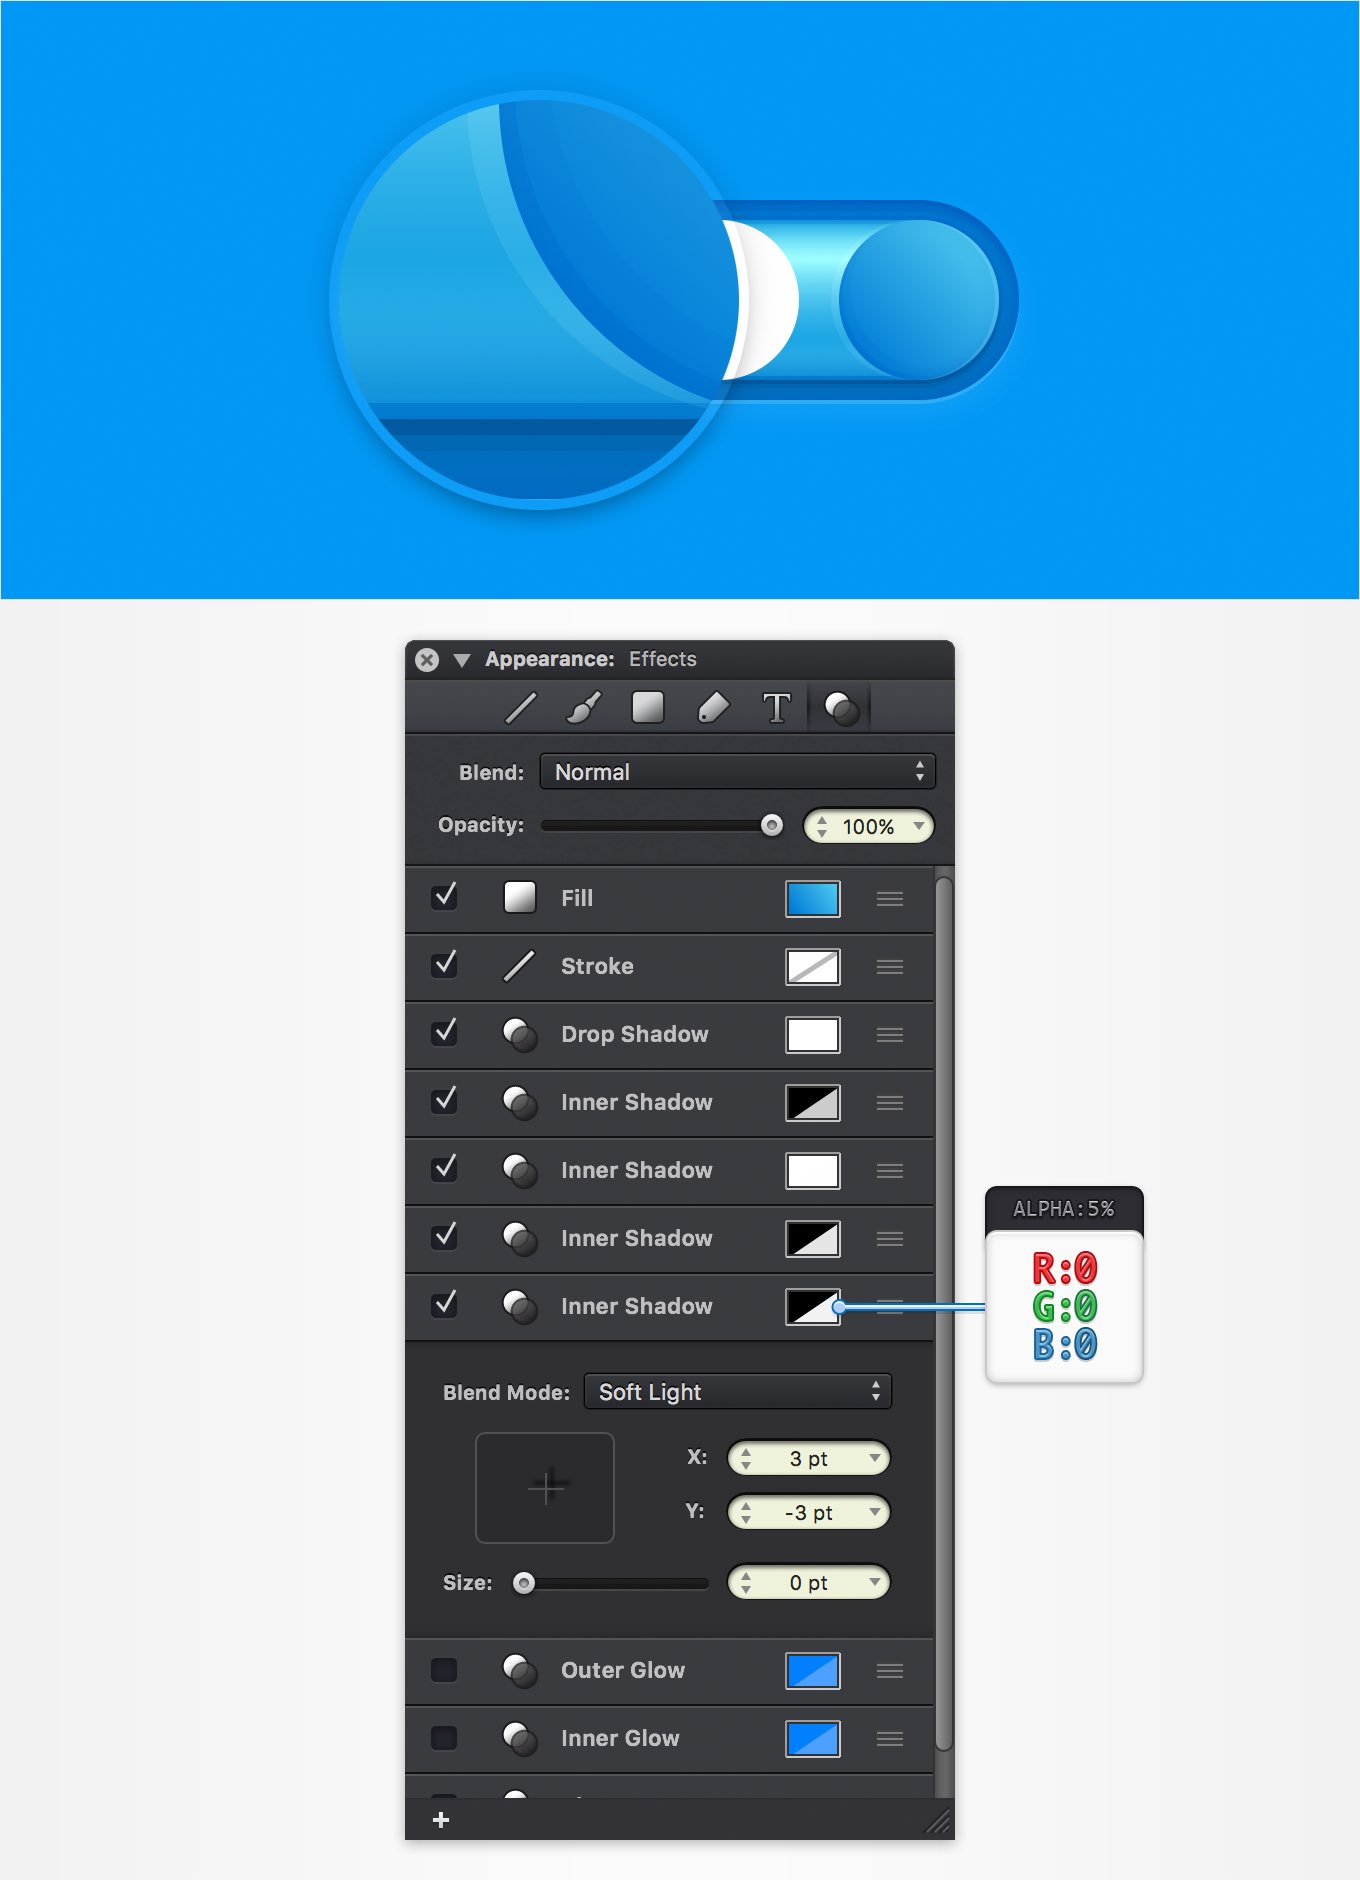 Appearance: Effects
T
Blend: Normal
Opacity: 100%
Fill
Stroke
Drop Shadow
Inner Shadow
Inner Shadow
Inner Shadow
Inner Shadow
ALPHA:5%
R:0
G:0
B:0
Blend Mode: Soft Light
X: 3 pt
Y: -3 pt
Size: 0 pt
Outer Glow
Inner Glow